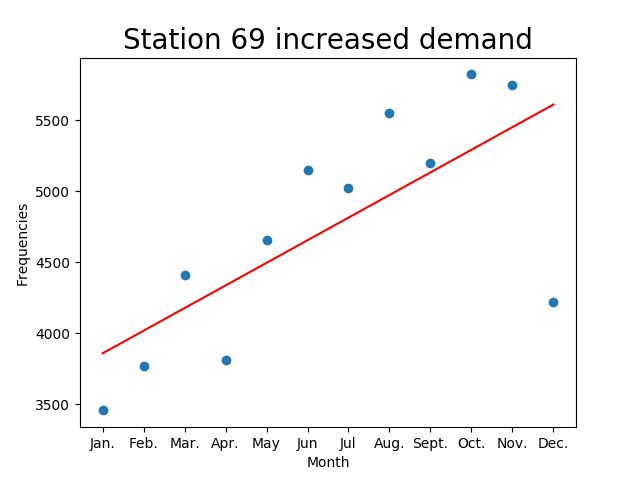 Station 69 increased demand
5500
5000
4500
4000
3500
Frequencies
Jan. Feb. Mar. Apr. May Jun Jul Aug. Sept. Oct. Nov. Dec.
Month